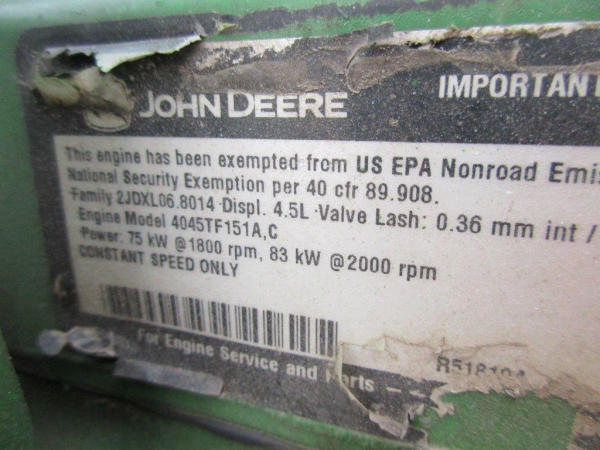 JOHN DEERE
IMPORTANT
This engine has been exempted from US EPA Nonroad Emis
National Security Exemption per 40 cfr 89.908.
Family 2JDXL06.8014 Displ. 4.5L Valve Lash: 0.36 mm int /
Engine Model 4045TF151A,C
Power: 75 kW @1800 rpm, 83 kW @2000 rpm
CONSTANT SPEED ONLY
For Engine Service and Parts